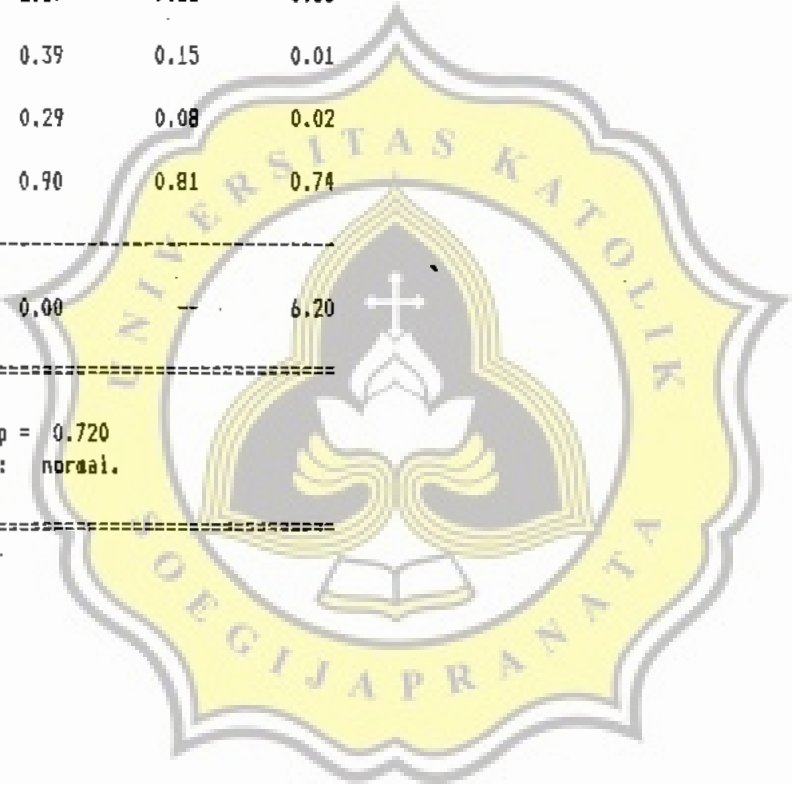 0.39 0.15 0.01
0.29 0.08 0.02
0.90 0.81 0.74
--------------------------------
0.00 -- 6.20
================================
p = 0.720
: normal.
================================
UNIVERSITAS KATOLIK
SOEGIJAPRANATA